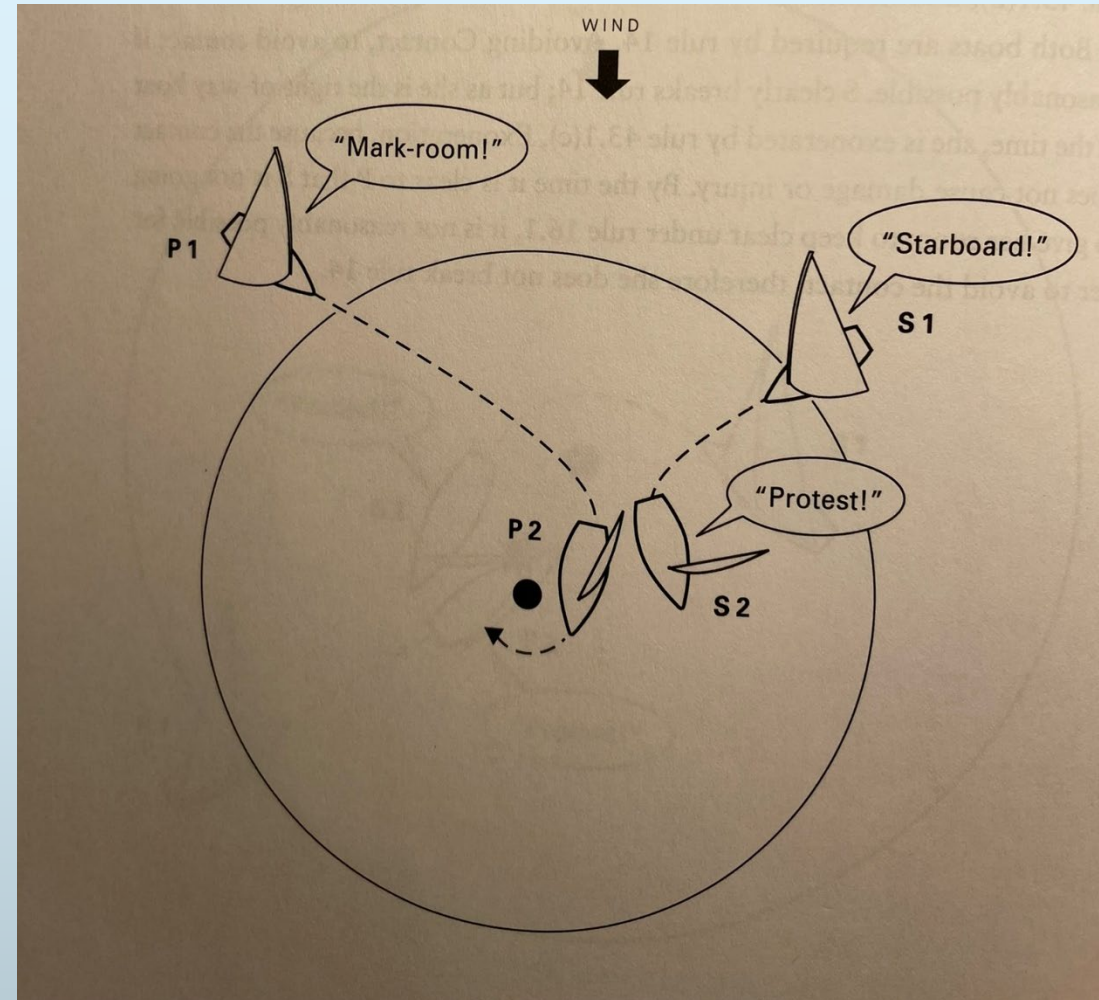 WIND
“Mark-room!”
P1
“Starboard!”
S1
“Protest!”
P2
S2